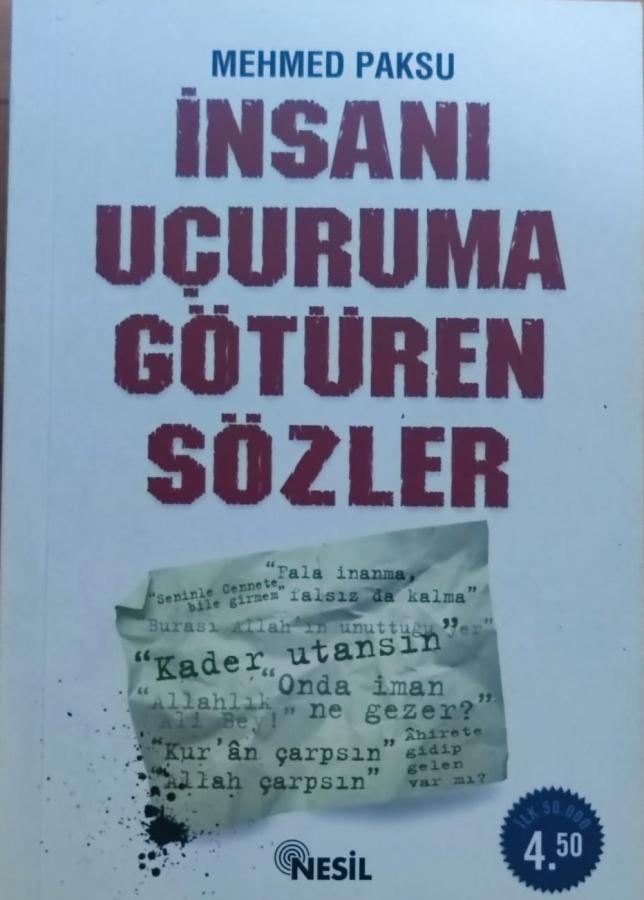 MEHMED PAKSU
İNSANI
UÇURUMA
GÖTÜREN
SÖZLER
"Fala inanma,
falsız da kalma"
"Seninle Cennete
bile girmem"
"Burası Allah'ın unuttuğu yer"
"Kader utansın"
"Allahlık
Ali Bey!"
"Onda iman
ne gezer?"
"Kur'ân çarpsın"
"Allah çarpsın"
Âhirete
gidip
gelen
var mı?
İLK 50.000
4.50
NESİL